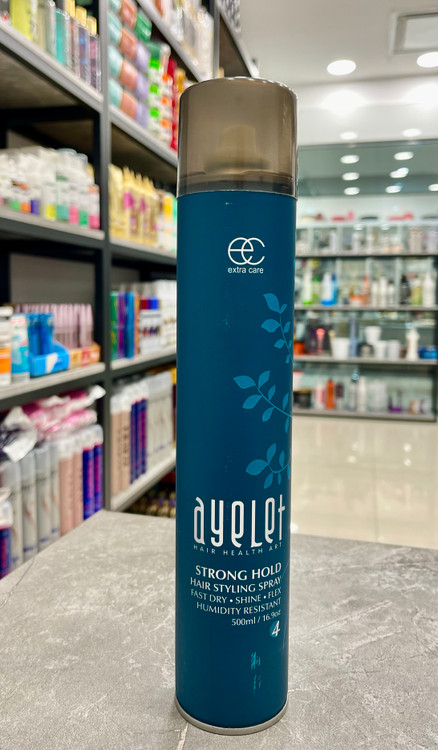 ec
extra care
ayelet
HAIR HEALTH ART
STRONG HOLD
HAIR STYLING SPRAY
FAST DRY • SHINE • FLEX
HUMIDITY RESISTANT
500ml / 16.9oz
4